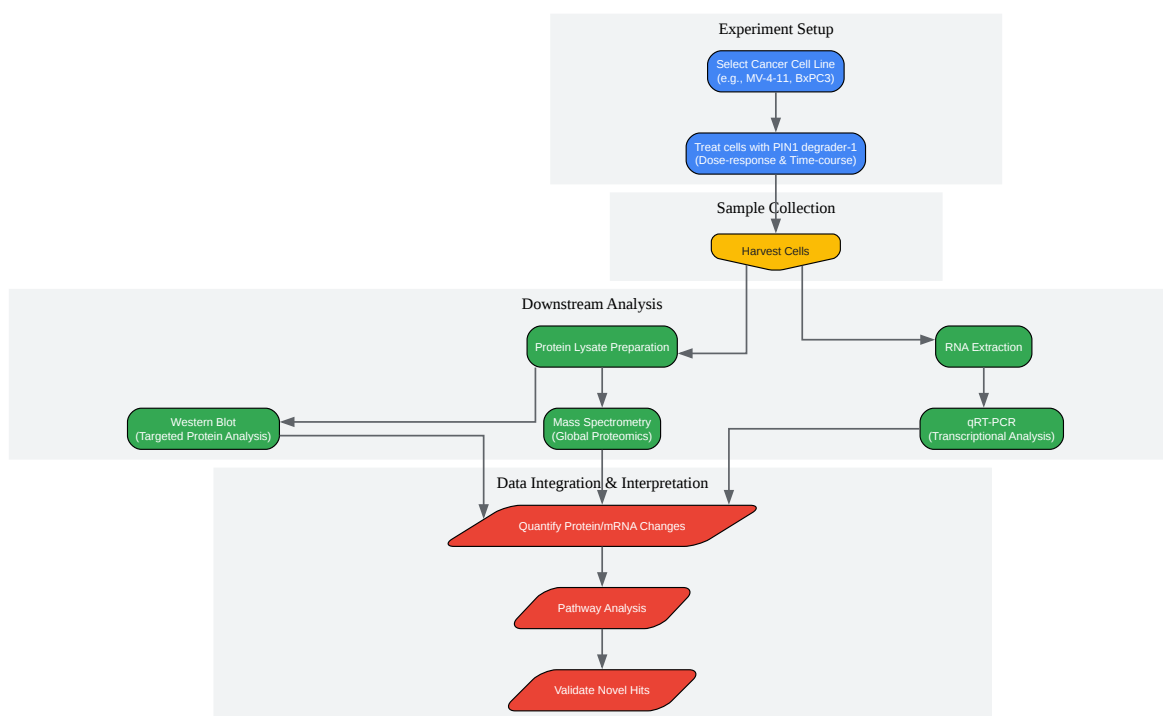 Experiment Setup
Select Cancer Cell Line
(e.g., MV-4-11, BxPC3)
Treat cells with PIN1 degrader-1
(Dose-response & Time-course)
Sample Collection
Harvest Cells
Downstream Analysis
Protein Lysate Preparation
RNA Extraction
Western Blot
(Targeted Protein Analysis)
Mass Spectrometry
(Global Proteomics)
qRT-PCR
(Transcriptional Analysis)
Data Integration & Interpretation
Quantify Protein/mRNA Changes
Pathway Analysis
Validate Novel Hits